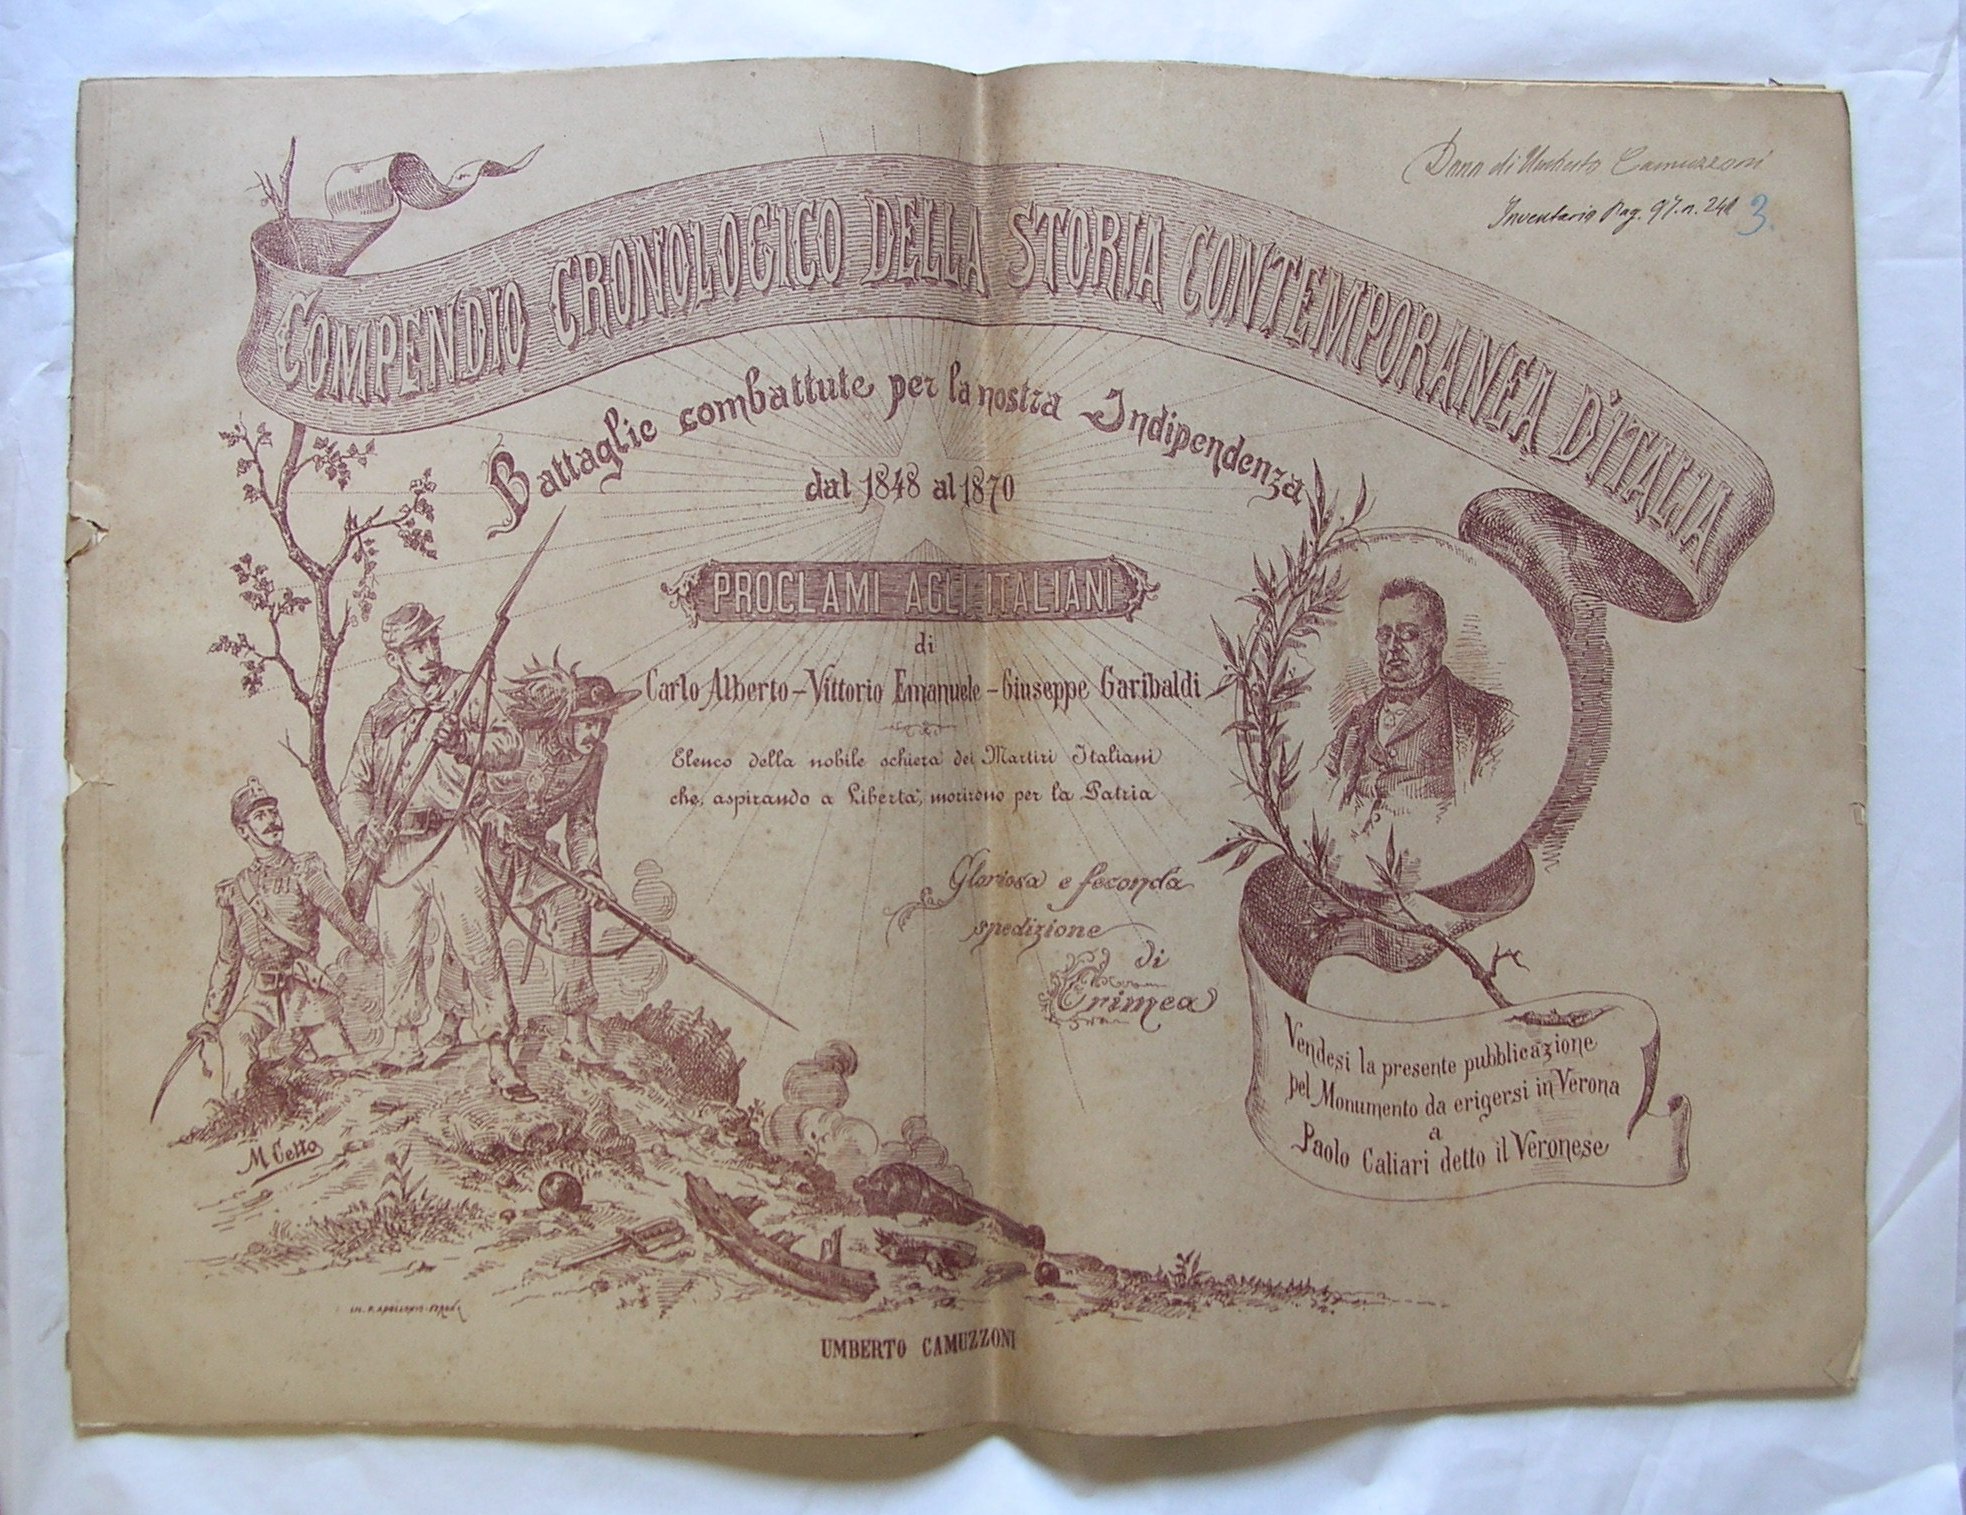 Dono di Umberto Camuzzoni
Inventario Pag. 97. n. 241 3.
COMPENDIO CRONOLOGICO DELLA STORIA CONTEMPORANEA D'ITALIA
Battaglie combattute per la nostra Indipendenza
dal 1848 al 1870
PROCLAMI AGLI ITALIANI
di
Carlo Alberto - Vittorio Emanuele - Giuseppe Garibaldi
Elenco della nobile schiera dei Martiri Italiani
che, aspirando a Libertà, morirono per la Patria
Gloriosa e feconda
spedizione
di
Crimea
Vendesi la presente pubblicazione
pel Monumento da erigersi in Verona
a
Paolo Caliari detto il Veronese
M Cetto
APOLLONIO-VERONA
UMBERTO CAMUZZONI